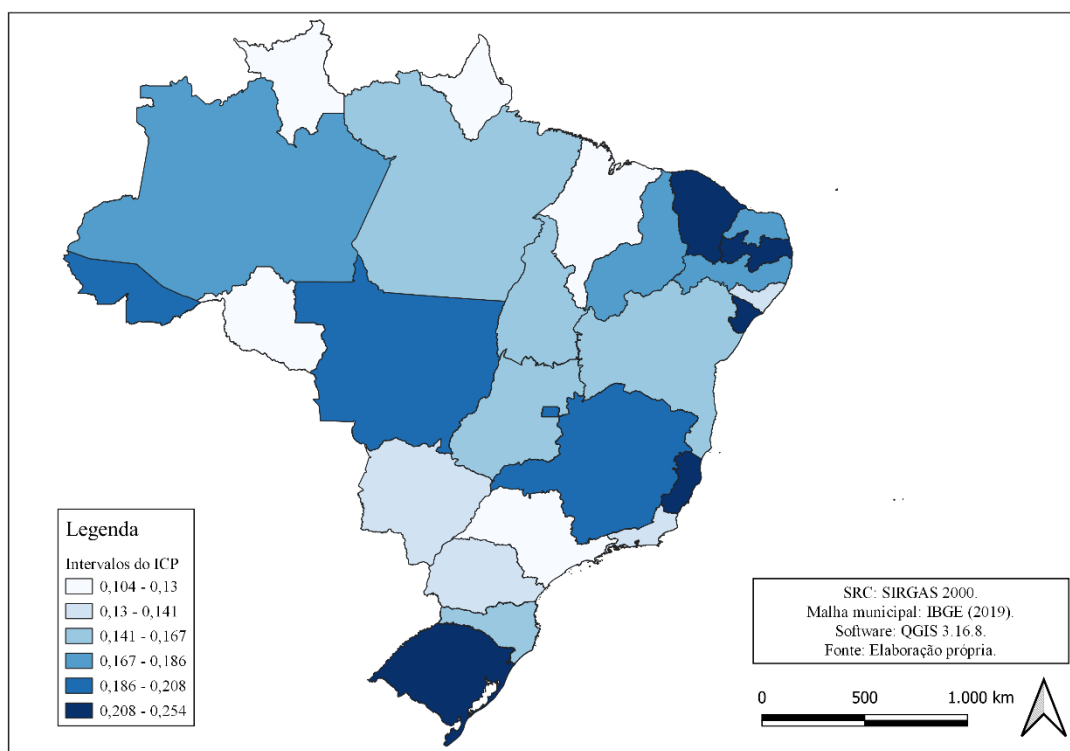 Legenda
Intervalos do ICP
0,104 - 0,13
0,13 - 0,141
0,141 - 0,167
0,167 - 0,186
0,186 - 0,208
0,208 - 0,254
SRC: SIRGAS 2000.
Malha municipal: IBGE (2019).
Software: QGIS 3.16.8.
Fonte: Elaboração própria.
0 500 1.000 km